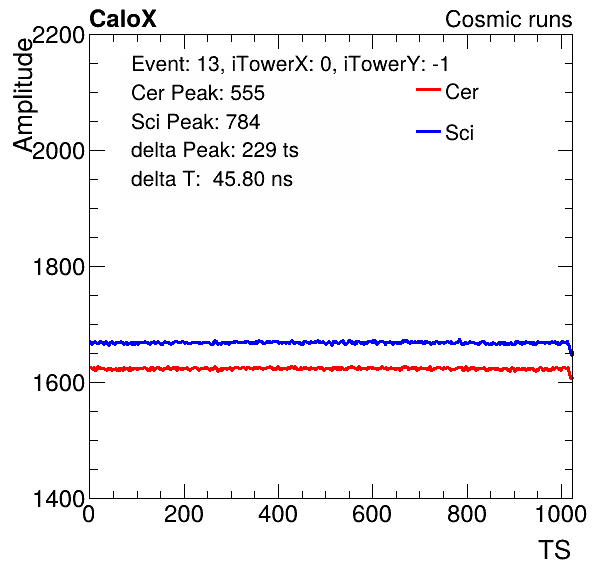 CaloX Cosmic runs
Amplitude
2200
2000
1800
1600
1400
Event: 13, iTowerX: 0, iTowerY: -1
Cer Peak: 555
Sci Peak: 784
delta Peak: 229 ts
delta T:  45.80 ns
Cer
Sci
0 200 400 600 800 1000
TS